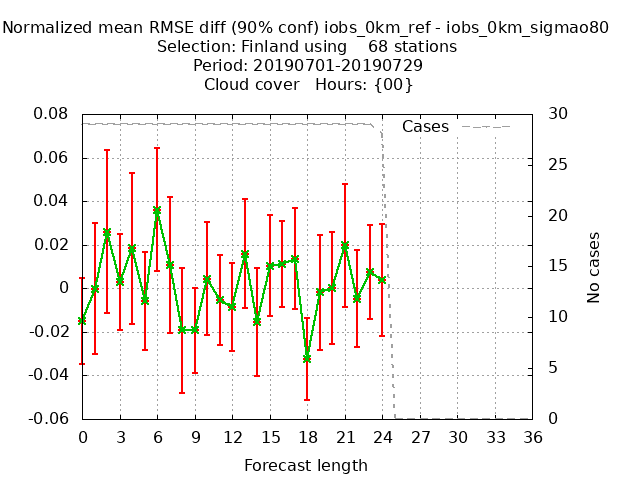 Normalized mean RMSE diff (90% conf) iobs_0km_ref - iobs_0km_sigmao80
Selection: Finland using    68 stations
Period: 20190701-20190729
Cloud cover   Hours: {00}
Cases
0.08
0.06
0.04
0.02
0
-0.02
-0.04
-0.06
30
25
20
15
10
5
0
No cases
0 3 6 9 12 15 18 21 24 27 30 33 36
Forecast length